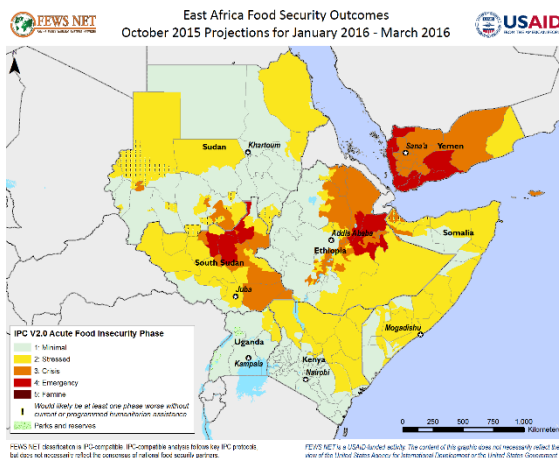 FEWS NET
East Africa Food Security Outcomes
October 2015 Projections for January 2016 - March 2016
USAID
FROM THE AMERICAN PEOPLE
Sudan
Khartoum
Sana'a
Yemen
Addis Ababa
Ethiopia
Somalia
South Sudan
Juba
Mogadishu
Uganda
Kampala
Kenya
Nairobi
IPC V2.0 Acute Food Insecurity Phase
1: Minimal
2: Stressed
3: Crisis
4: Emergency
5: Famine
! Would likely be at least one phase worse without
current or programmed humanitarian assistance
Parks and reserves
0 250 500 1,000
Kilometers
FEWS NET classification is IPC-compatible. IPC-compatible analysis follows key IPC protocols
but does not necessarily reflect the consensus of national food security partners.
FEWS NET is a USAID-funded activity. The content of this graphic does not necessarily reflect the
view of the United States Agency for International Development or the United States Government